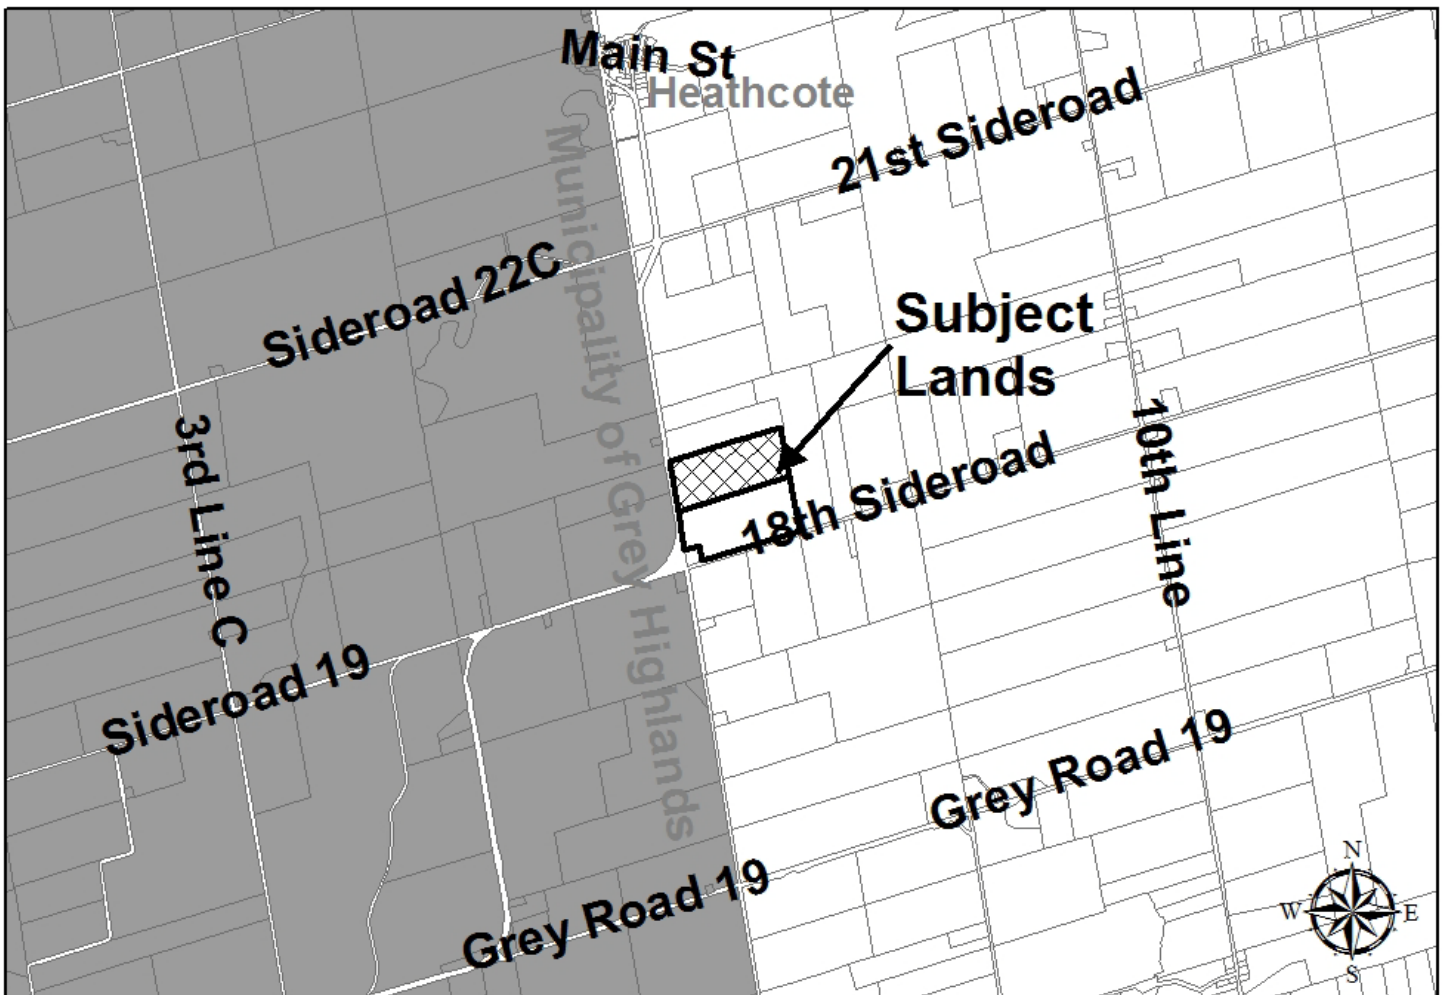 Main St
Heathcote
21st Sideroad
Municipality of Grey Highlands
Sideroad 22C
Subject
Lands
3rd Line C
10th Line
18th Sideroad
Sideroad 19
Grey Road 19
Grey Road 19
N
W E
S